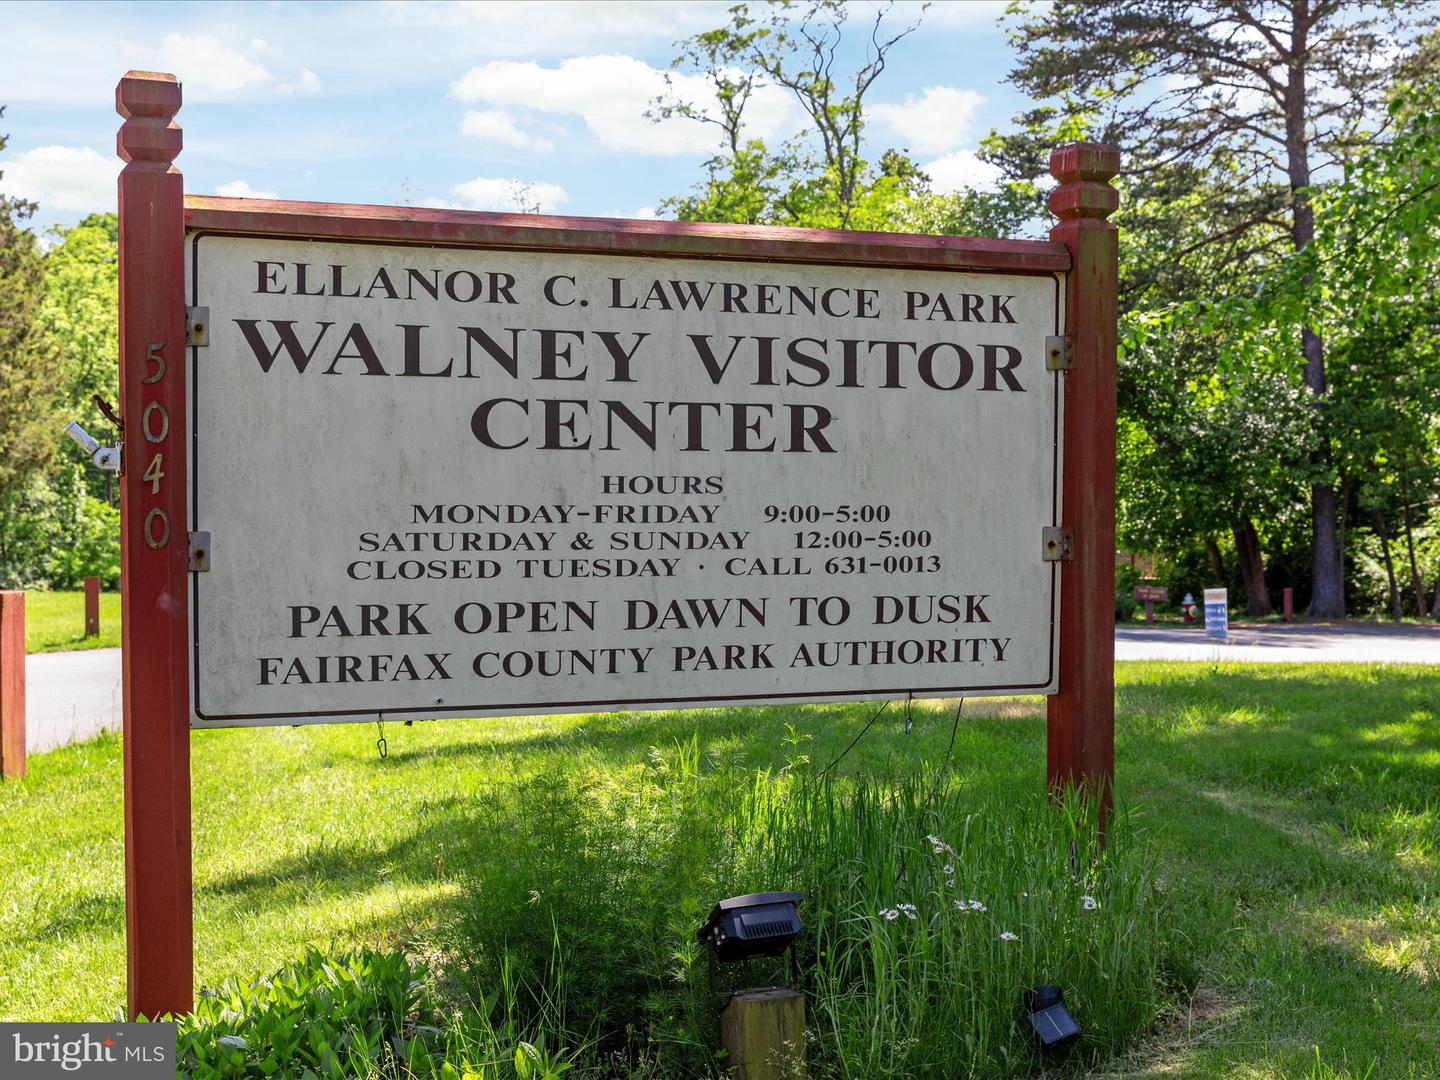 ELLANOR C. LAWRENCE PARK
WALNEY VISITOR
CENTER
HOURS
MONDAY-FRIDAY 9:00-5:00
SATURDAY & SUNDAY 12:00-5:00
CLOSED TUESDAY · CALL 631-0013
PARK OPEN DAWN TO DUSK
FAIRFAX COUNTY PARK AUTHORITY
5040
bright™ MLS